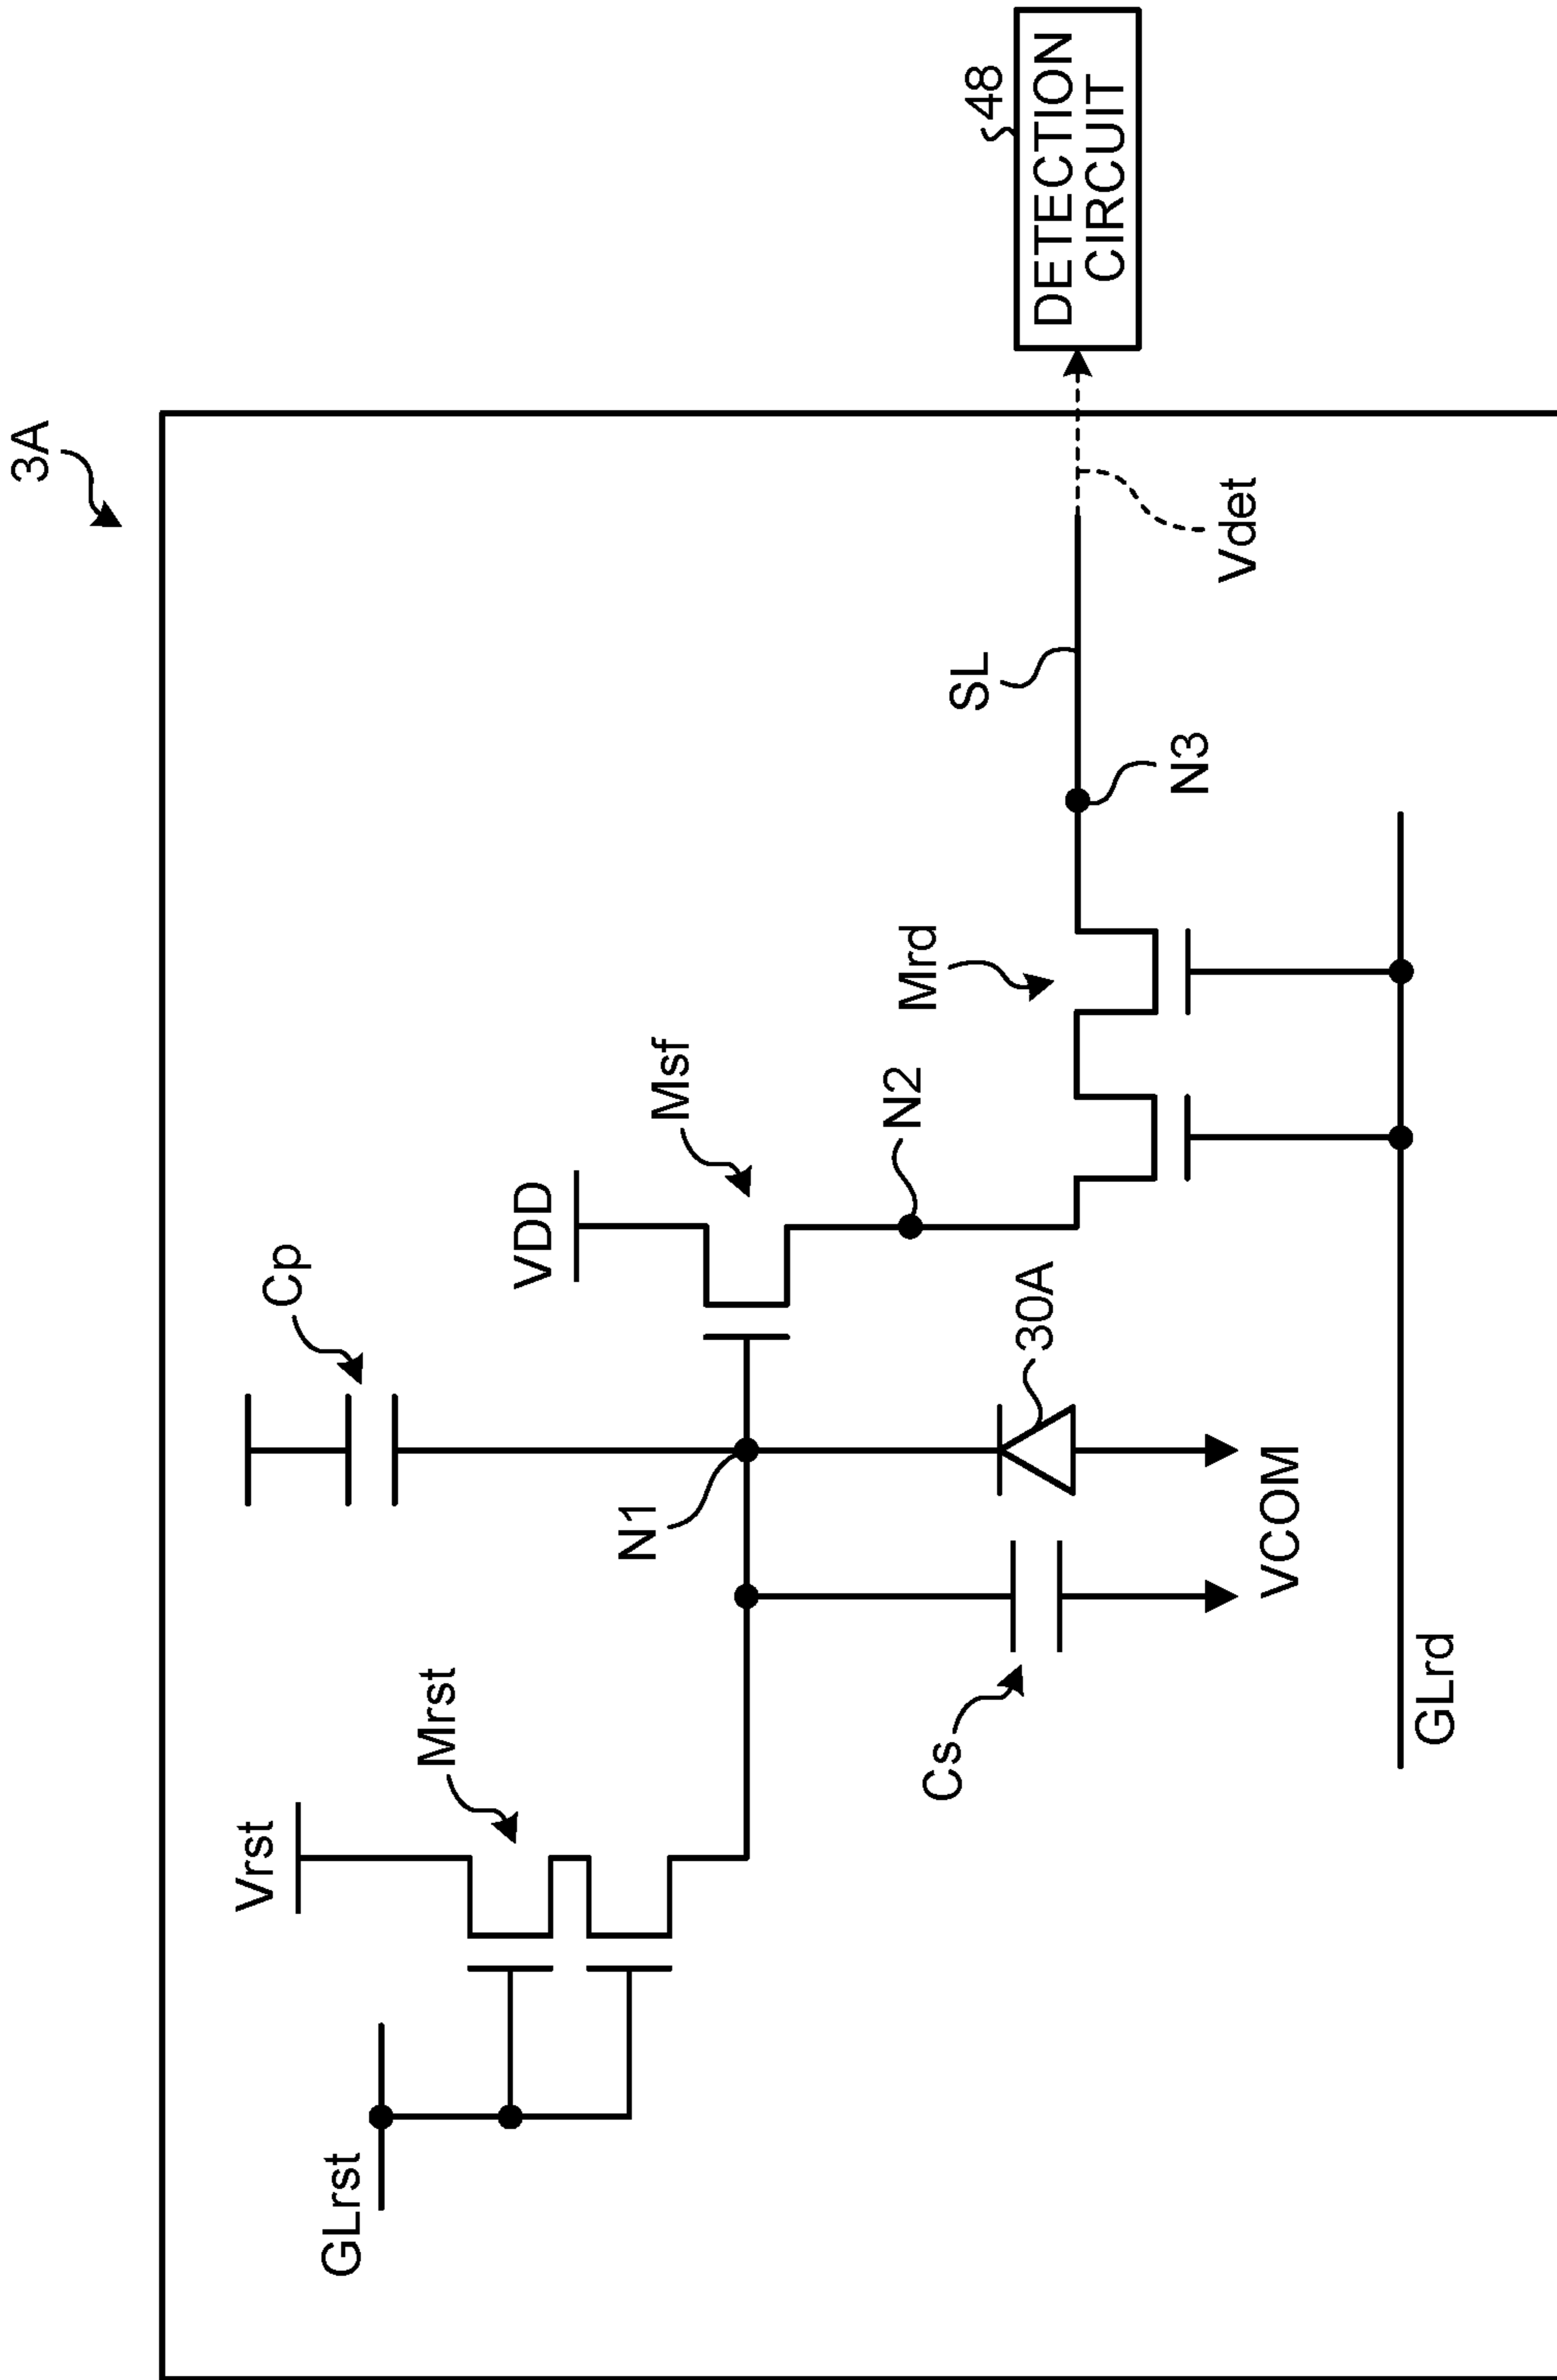 3A
Cp
Vrst
VDD
GLrst
Mrst
Msf
N1
N2
Mrd
SL
48
DETECTION
CIRCUIT
Cs
30A
N3
Vdet
VCOM
GLrd